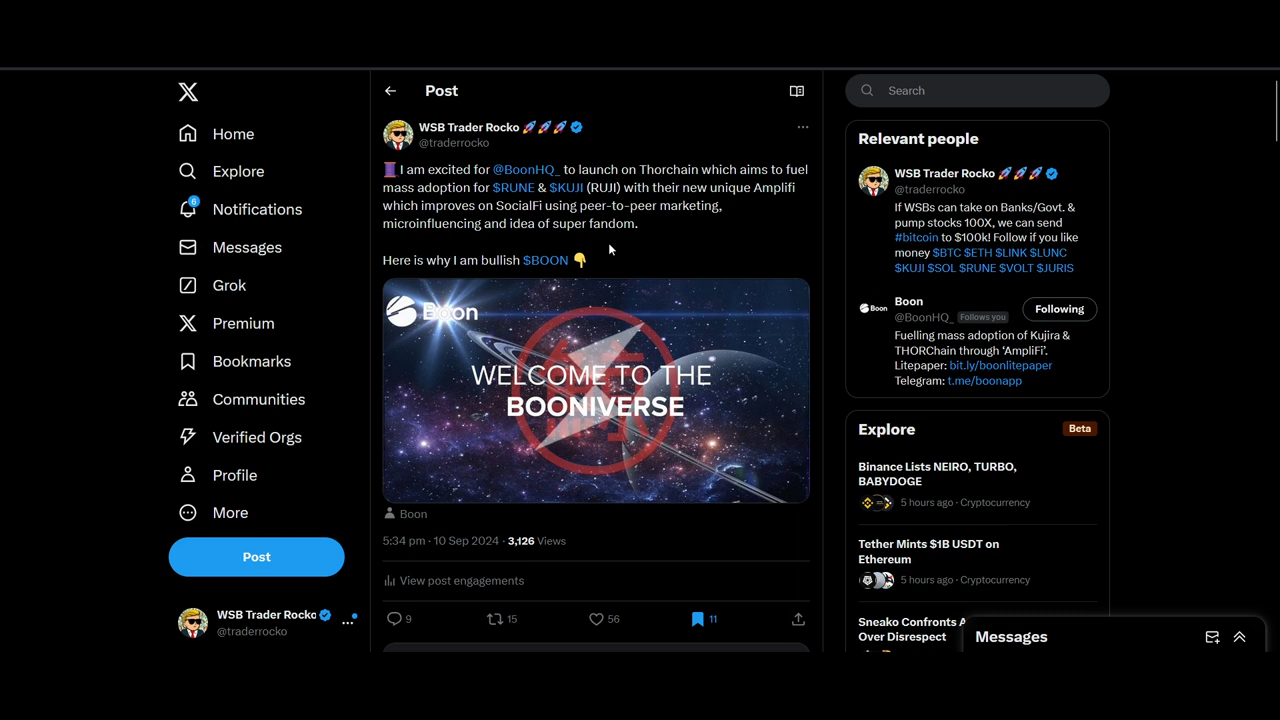 Home
Explore
6
Notifications
Messages
Grok
Premium
Bookmarks
Communities
Verified Orgs
Profile
More
Post
WSB Trader Rocko
@traderrocko
Post
WSB Trader Rocko 🚀🚀🚀
@traderrocko
🧵I am excited for @BoonHQ_ to launch on Thorchain which aims to fuel
mass adoption for $RUNE & $KUJI (RUJI) with their new unique Amplifi
which improves on SocialFi using peer-to-peer marketing,
microinfluencing and idea of super fandom.
Here is why I am bullish $BOON 👇
Boon
WELCOME TO THE
BOONIVERSE
Boon
5:34 pm · 10 Sep 2024 · 3,126 Views
View post engagements
9 15 56 11
Search
Relevant people
WSB Trader Rocko 🚀🚀🚀
@traderrocko
If WSBs can take on Banks/Govt. &
pump stocks 100X, we can send
#bitcoin to $100k! Follow if you like
money $BTC $ETH $LINK $LUNC
$KUJI $SOL $RUNE $VOLT $JURIS
Boon
Boon
@BoonHQ_ Follows you
Following
Fuelling mass adoption of Kujira &
THORChain through ‘AmpliFi’.
Litepaper: bit.ly/boonlitepaper
Telegram: t.me/boonapp
Explore
Beta
Binance Lists NEIRO, TURBO,
BABYDOGE
5 hours ago · Cryptocurrency
Tether Mints $1B USDT on
Ethereum
5 hours ago · Cryptocurrency
Sneako Confronts A
Over Disrespect
Messages